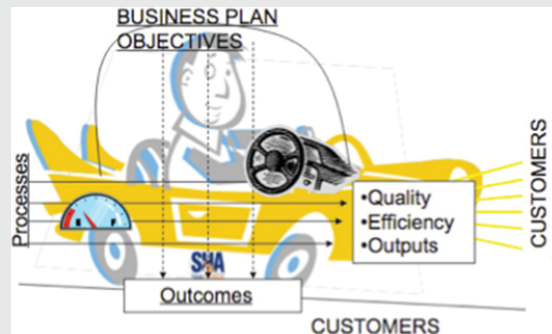 BUSINESS PLAN
OBJECTIVES
Processes
•Quality
•Efficiency
•Outputs
CUSTOMERS
SHA
Outcomes
CUSTOMERS